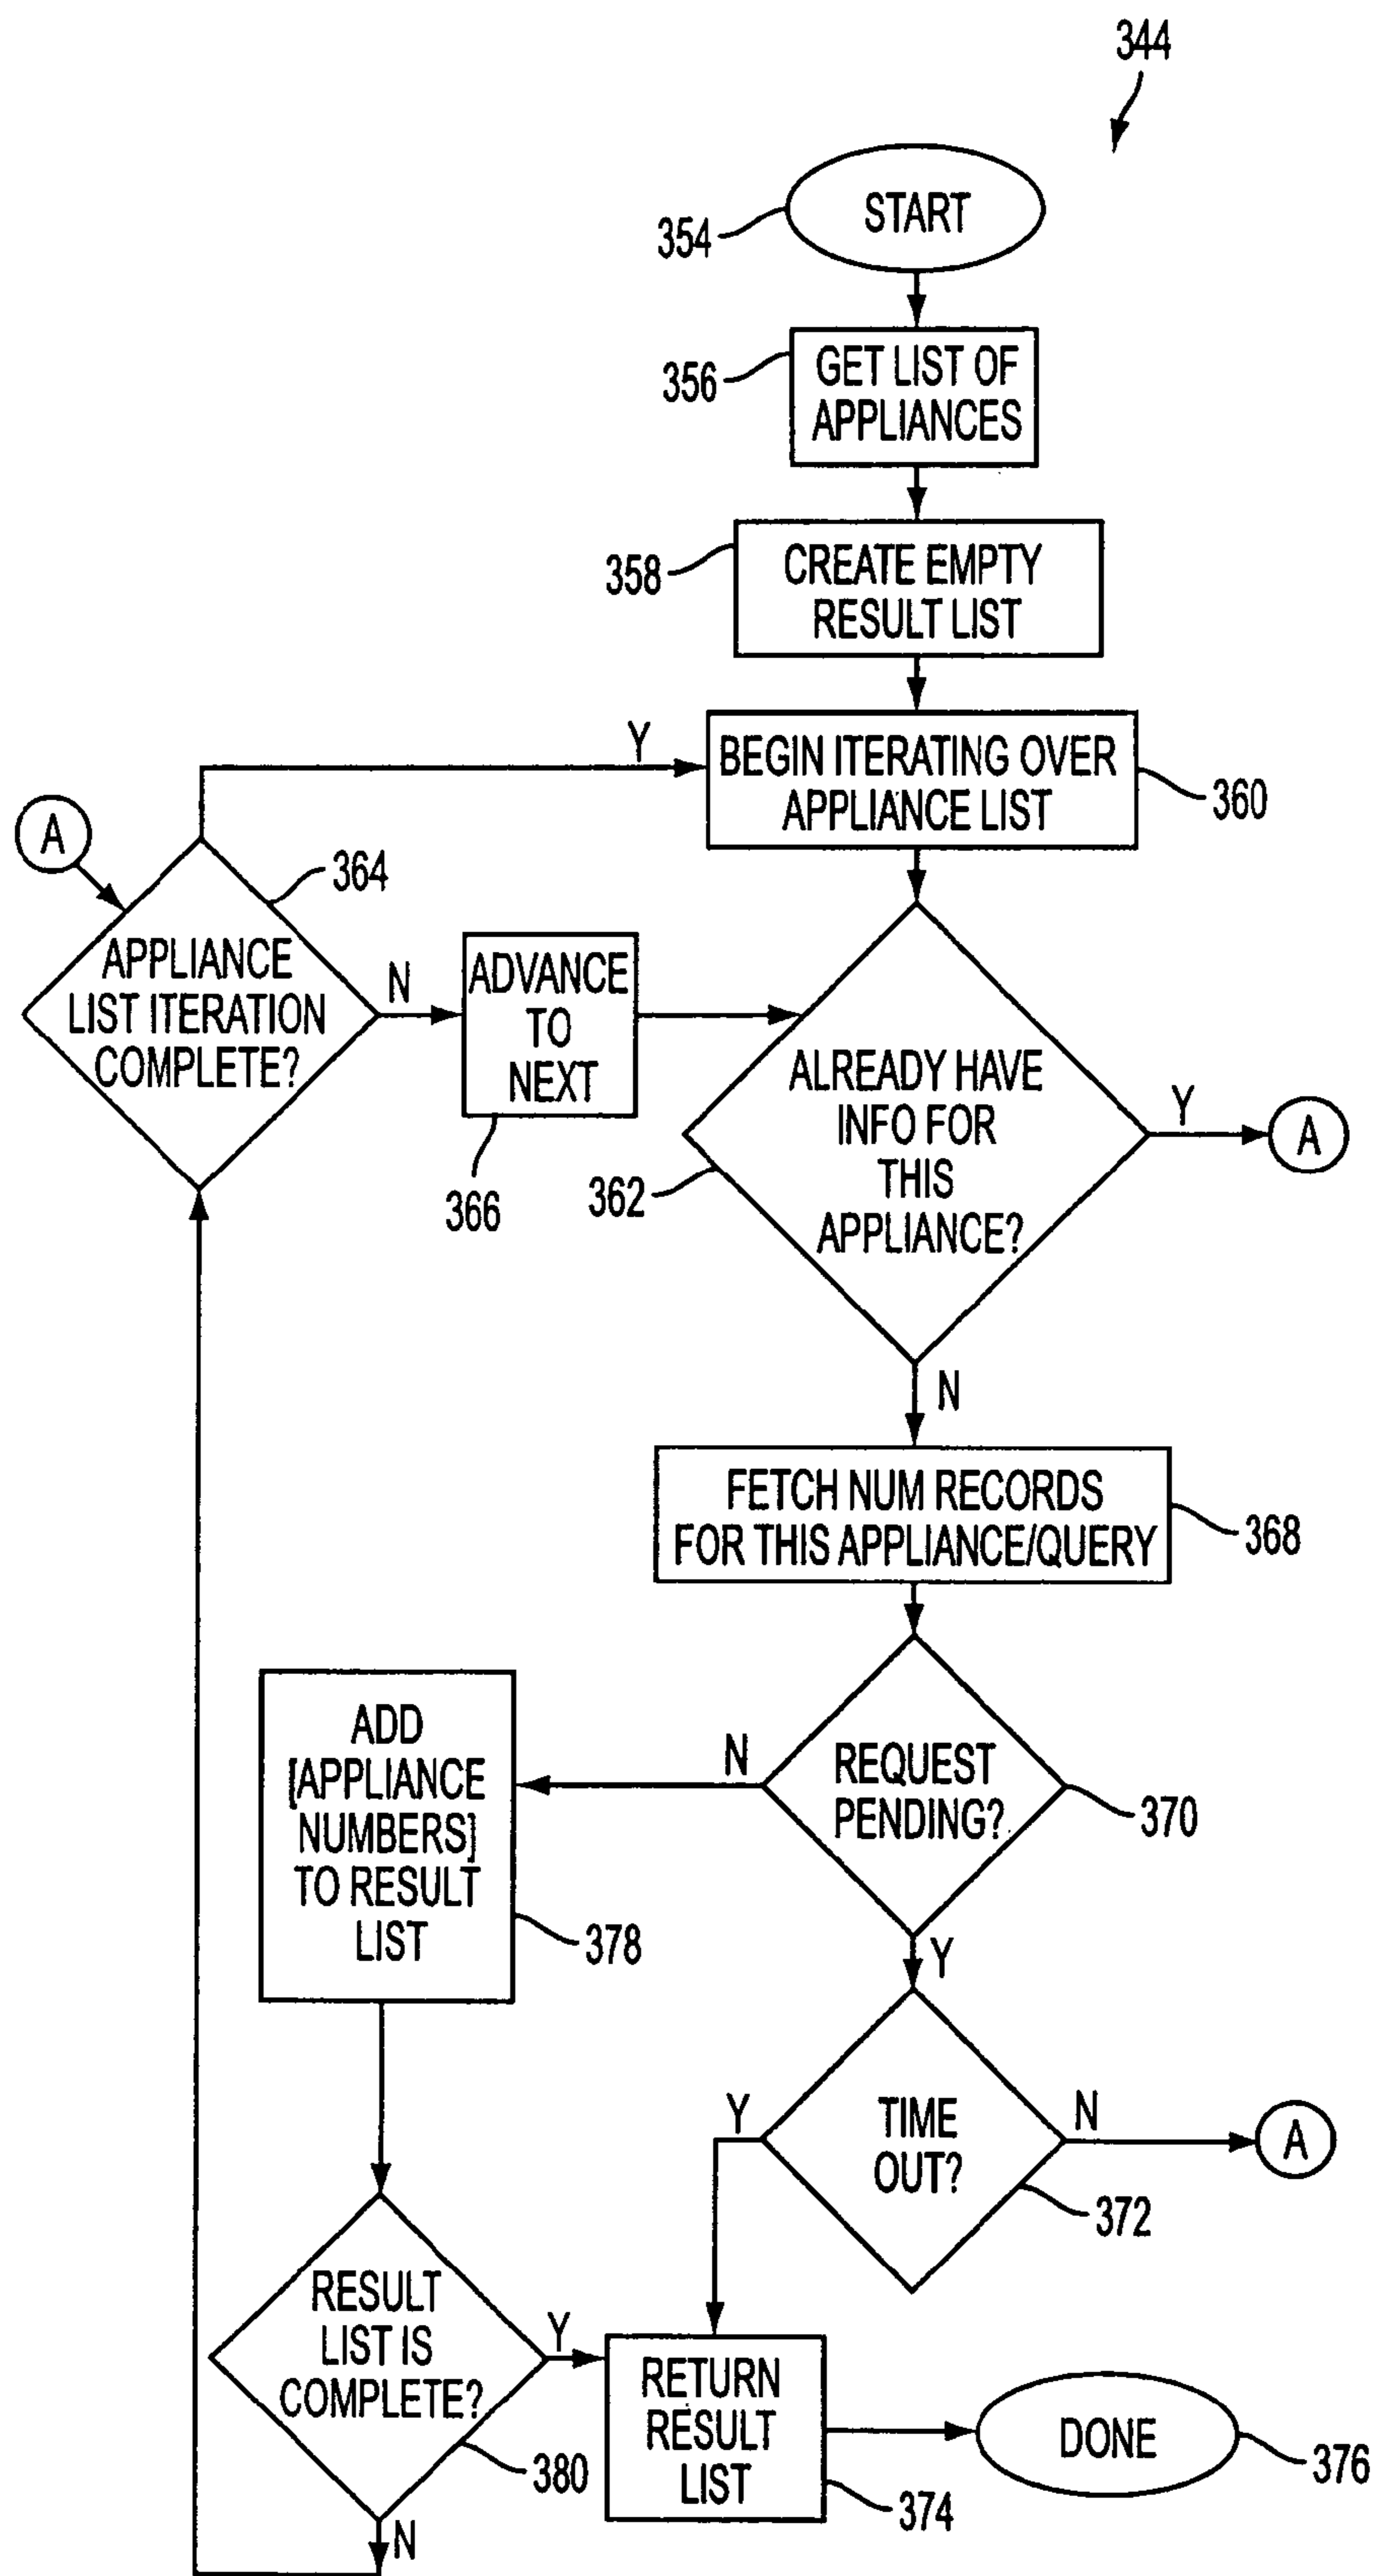 344
START
354
GET LIST OF
APPLIANCES
356
CREATE EMPTY
RESULT LIST
358
Y
BEGIN ITERATING OVER
APPLIANCE LIST
360
A
364
APPLIANCE
LIST ITERATION
COMPLETE?
N
ADVANCE
TO
NEXT
366
ALREADY HAVE
INFO FOR
THIS
APPLIANCE?
362
Y
A
N
FETCH NUM RECORDS
FOR THIS APPLIANCE/QUERY
368
ADD
[APPLIANCE
NUMBERS]
TO RESULT
LIST
378
N
REQUEST
PENDING?
370
Y
Y
TIME
OUT?
N
A
372
RESULT
LIST IS
COMPLETE?
Y
380
N
RETURN
RESULT
LIST
374
DONE
376